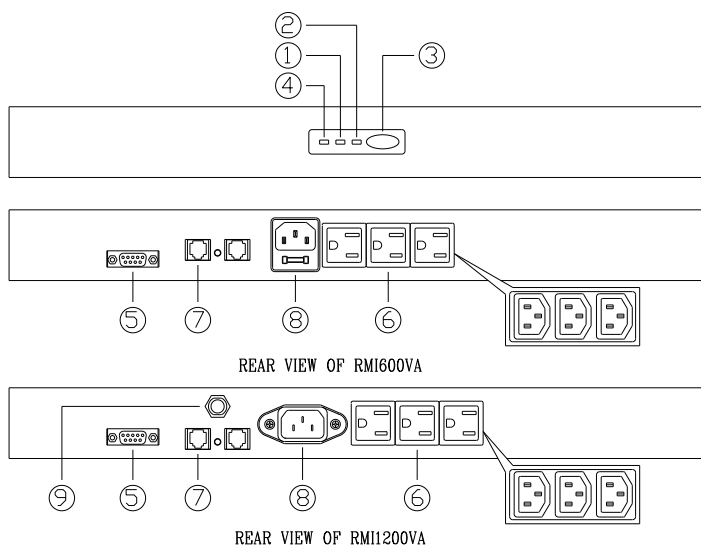 ②
①
③
④
⑤ ⑦ ⑧ ⑥
REAR VIEW OF RMI600VA
⑨ ⑤ ⑦ ⑧ ⑥
REAR VIEW OF RMI1200VA